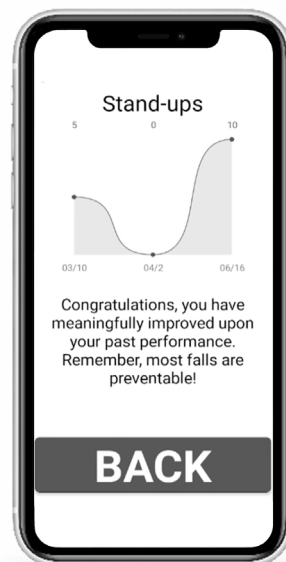 Stand-ups
5 0 10
03/10 04/2 06/16
Congratulations, you have
meaningfully improved upon
your past performance.
Remember, most falls are
preventable!
BACK